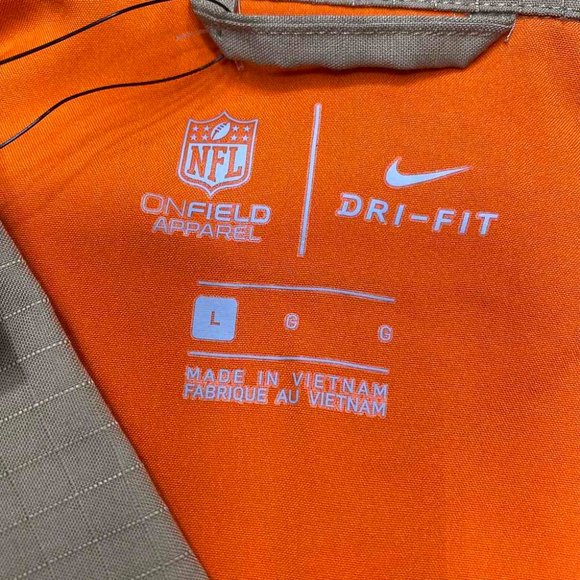 NFL
ONFIELD
APPAREL
DRI-FIT
L G G
MADE IN VIETNAM
FABRIQUE AU VIETNAM